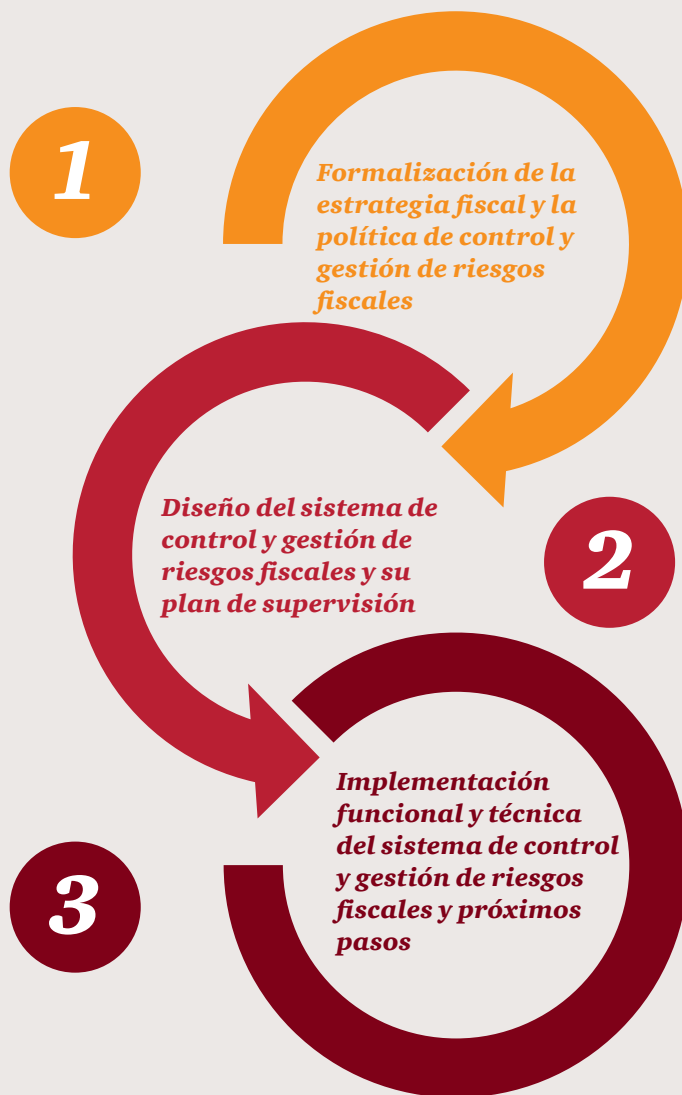 1
Formalización de la
estrategia fiscal y la
política de control y
gestión de riesgos
fiscales
Diseño del sistema de
control y gestión de
riesgos fiscales y su
plan de supervisión
2
3
Implementación
funcional y técnica
del sistema de control
y gestión de riesgos
fiscales y próximos
pasos